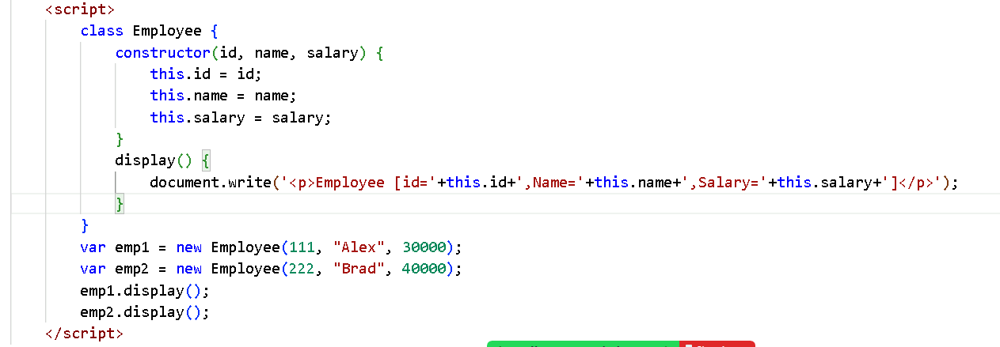 <script>
class Employee {
constructor(id, name, salary) {
this.id = id;
this.name = name;
this.salary = salary;
}
display() {
document.write('<p>Employee [id='+this.id+',Name='+this.name+',Salary='+this.salary+']</p>');
}
}
var emp1 = new Employee(111, "Alex", 30000);
var emp2 = new Employee(222, "Brad", 40000);
emp1.display();
emp2.display();
</script>